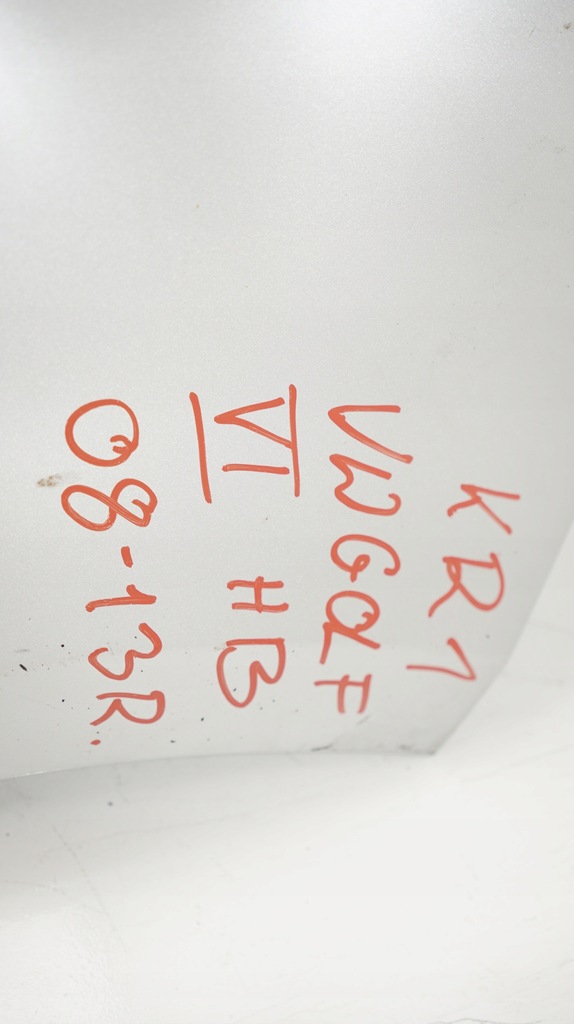 KR1
VW GOLF
VI HB
08-13R.